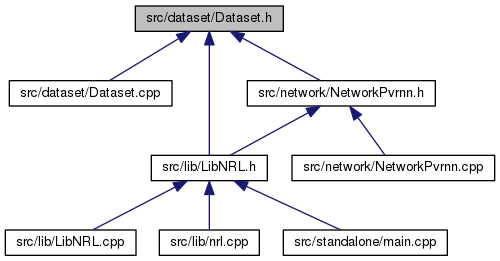 src/dataset/Dataset.h
src/dataset/Dataset.cpp
src/network/NetworkPvrnn.h
src/lib/LibNRL.h
src/network/NetworkPvrnn.cpp
src/lib/LibNRL.cpp
src/lib/nrl.cpp
src/standalone/main.cpp